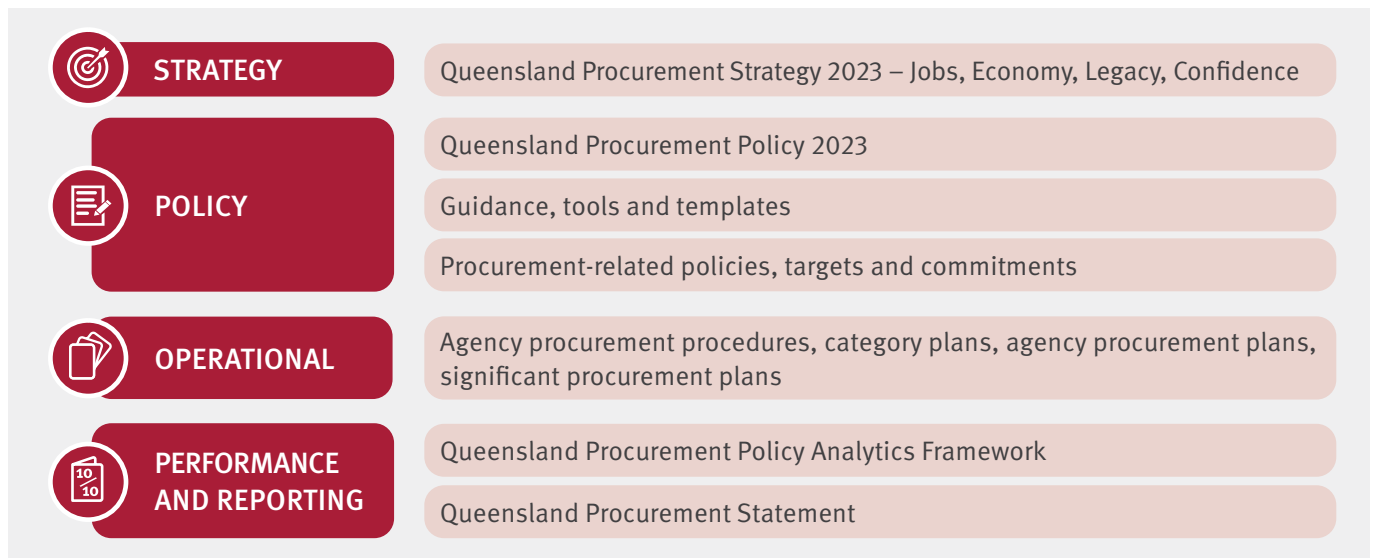 STRATEGY
Queensland Procurement Strategy 2023 – Jobs, Economy, Legacy, Confidence
POLICY
Queensland Procurement Policy 2023
Guidance, tools and templates
Procurement-related policies, targets and commitments
OPERATIONAL
Agency procurement procedures, category plans, agency procurement plans,
significant procurement plans
10
10
PERFORMANCE
AND REPORTING
Queensland Procurement Policy Analytics Framework
Queensland Procurement Statement